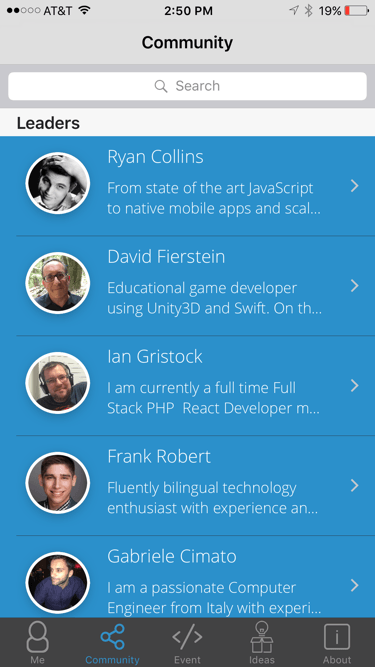 AT&T 2:50 PM 19%
Community
Search
Leaders
Ryan Collins
From state of the art JavaScript
to native mobile apps and scal...
David Fierstein
Educational game developer
using Unity3D and Swift. On th...
Ian Gristock
I am currently a full time Full
Stack PHP  React Developer m...
Frank Robert
Fluently bilingual technology
enthusiast with experience an...
Gabriele Cimato
I am a passionate Computer
Engineer from Italy with experi...
Me Community Event Ideas About